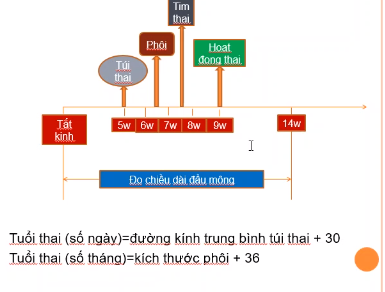 Tim
thai
Phôi
Túi
thai
Hoạt
động thai
Tắt
kinh
5w
6w
7w
8w
9w
14w
Đo chiều dài đầu mông
Tuổi thai (số ngày)=đường kính trung bình túi thai + 30
Tuổi thai (số tháng)=kích thước phôi + 36